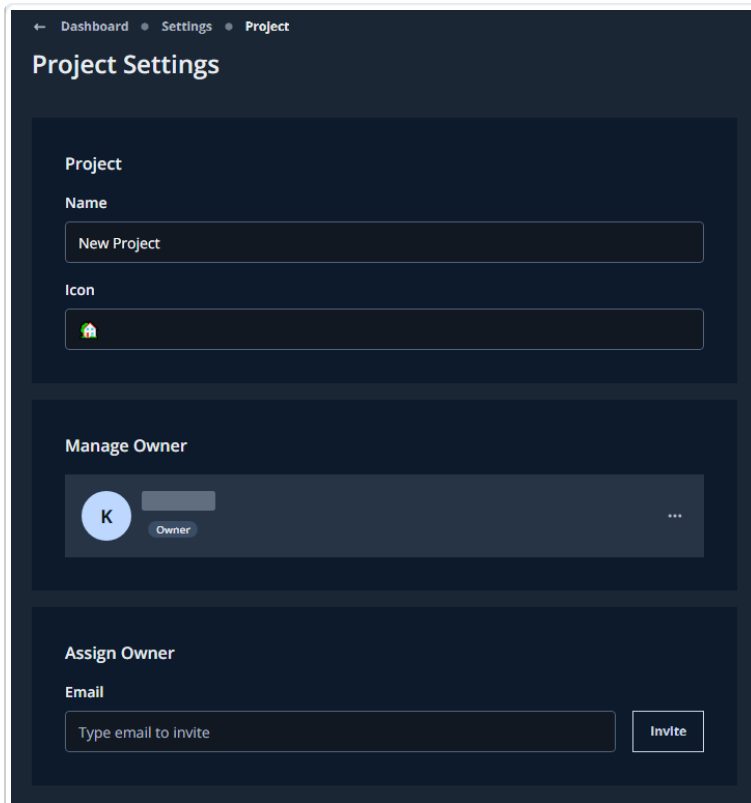 ← Dashboard ● Settings ● Project
Project Settings
Project
Name
New Project
Icon
Manage Owner
K
Owner
...
Assign Owner
Email
Type email to invite
Invite